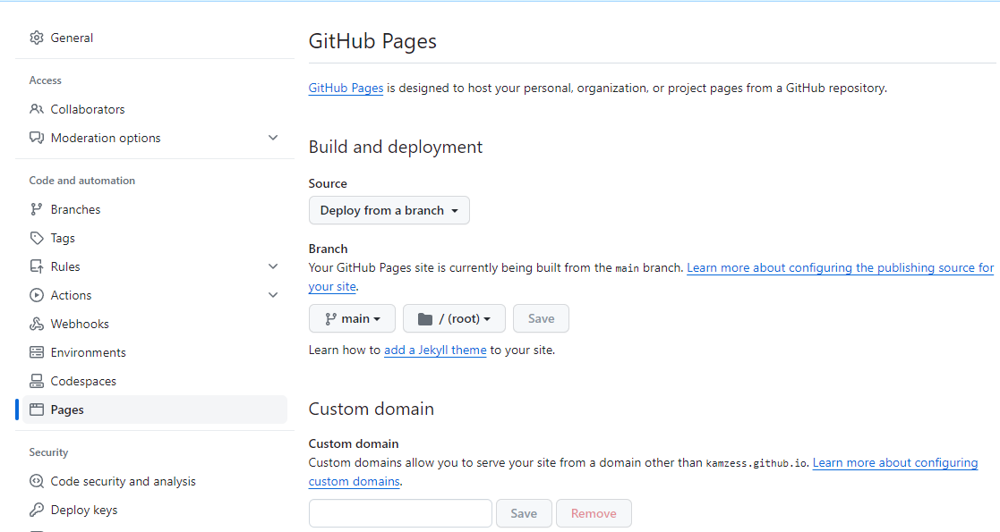 General
Access
Collaborators
Moderation options
Code and automation
Branches
Tags
Rules
Actions
Webhooks
Environments
Codespaces
Pages
Security
Code security and analysis
Deploy keys
GitHub Pages
GitHub Pages is designed to host your personal, organization, or project pages from a GitHub repository.
Build and deployment
Source
Deploy from a branch
Branch
Your GitHub Pages site is currently being built from the main branch. Learn more about configuring the publishing source for
your site.
main / (root) Save
Learn how to add a Jekyll theme to your site.
Custom domain
Custom domain
Custom domains allow you to serve your site from a domain other than kamzess.github.io. Learn more about configuring
custom domains.
Save Remove